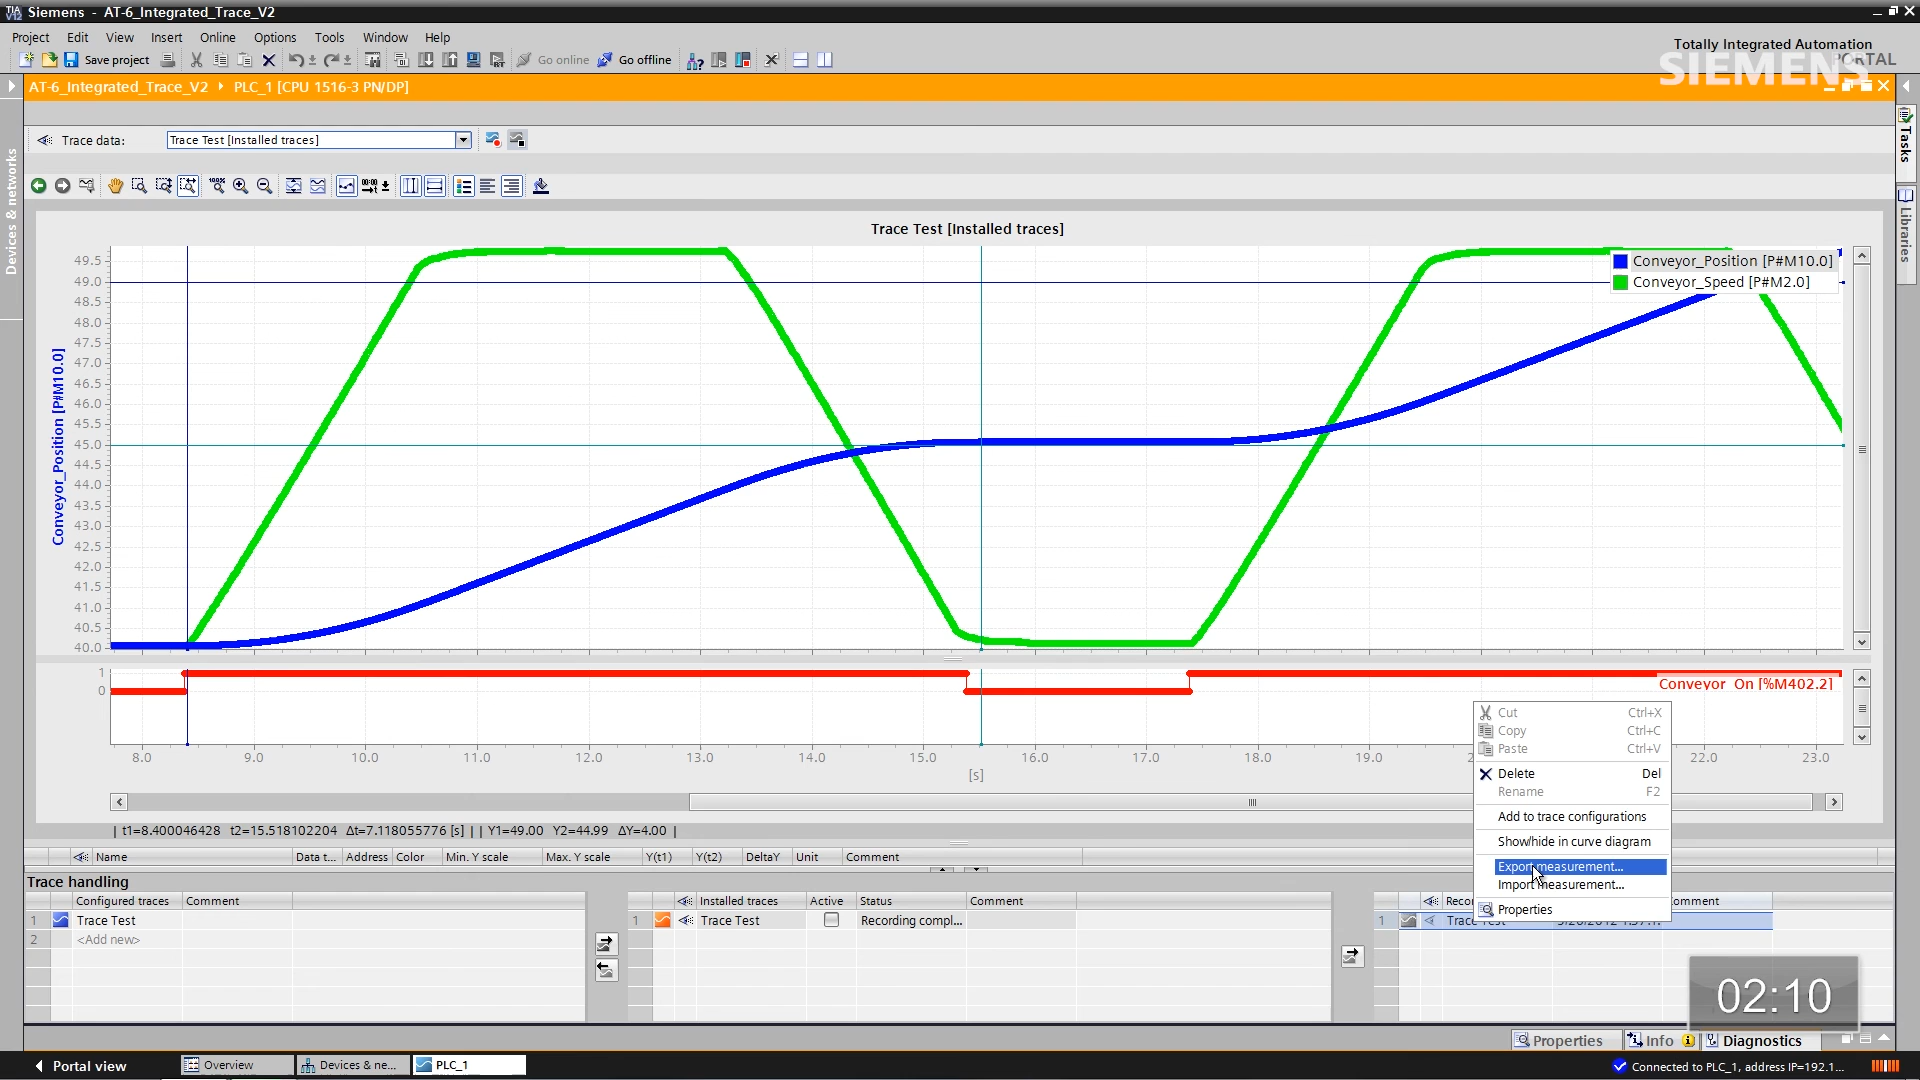 Siemens - AT-6_Integrated_Trace_V2
Project Edit View Insert Online Options Tools Window Help
Totally Integrated Automation
PORTAL
SIEMENS
Save project
Go online
Go offline
AT-6_Integrated_Trace_V2 PLC_1 [CPU 1516-3 PN/DP]
Trace data: Trace Test [Installed traces]
Devices & networks
Tasks
Libraries
Trace Test [Installed traces]
Conveyor_Position [P#M10.0]
Conveyor_Speed [P#M2.0]
Conveyor_Position [P#M10.0]
49.5
49.0
48.5
48.0
47.5
47.0
46.5
46.0
45.5
45.0
44.5
44.0
43.5
43.0
42.5
42.0
41.5
41.0
40.5
40.0
1
0
Conveyor_On [%M402.2]
8.0 9.0 10.0 11.0 12.0 13.0 14.0 15.0 16.0 17.0 18.0 19.0 22.0 23.0
[s]
| t1=8.400046428 t2=15.518102204 Δt=7.118055776 [s] | | Y1=49.00 Y2=44.99 ΔY=4.00 |
Cut Ctrl+X
Copy Ctrl+C
Paste Ctrl+V
Delete Del
Rename F2
Add to trace configurations
Show/hide in curve diagram
Export measurement...
Import measurement...
Properties
Name Data t... Address Color Min. Y scale Max. Y scale Y(t1) Y(t2) DeltaY Unit Comment
Trace handling
Configured traces Comment
1 Trace Test
2 <Add new>
Installed traces Active Status Comment
1 Trace Test Recording compl...
1
02:10
Properties Info Diagnostics
Portal view Overview Devices & ne... PLC_1
Connected to PLC_1, address IP=192.1...